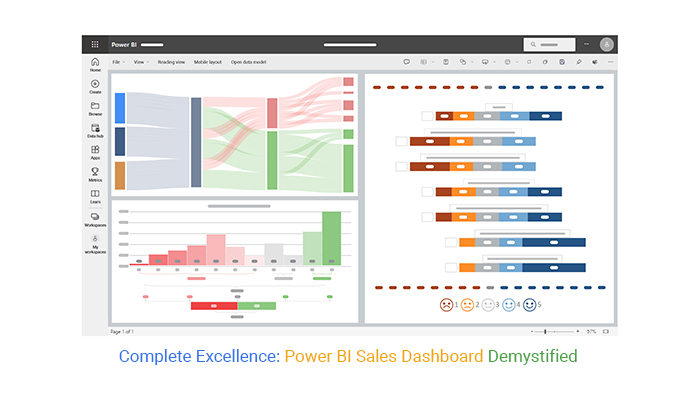 Power BI
A
File View Reading view Mobile layout Open data model
Home
Create
Browse
Data hub
Apps
Metrics
Learn
Workspaces
My
workspaces
1 2 3 4 5
Page 1 of 1
- + 37%
Complete Excellence: Power BI Sales Dashboard Demystified